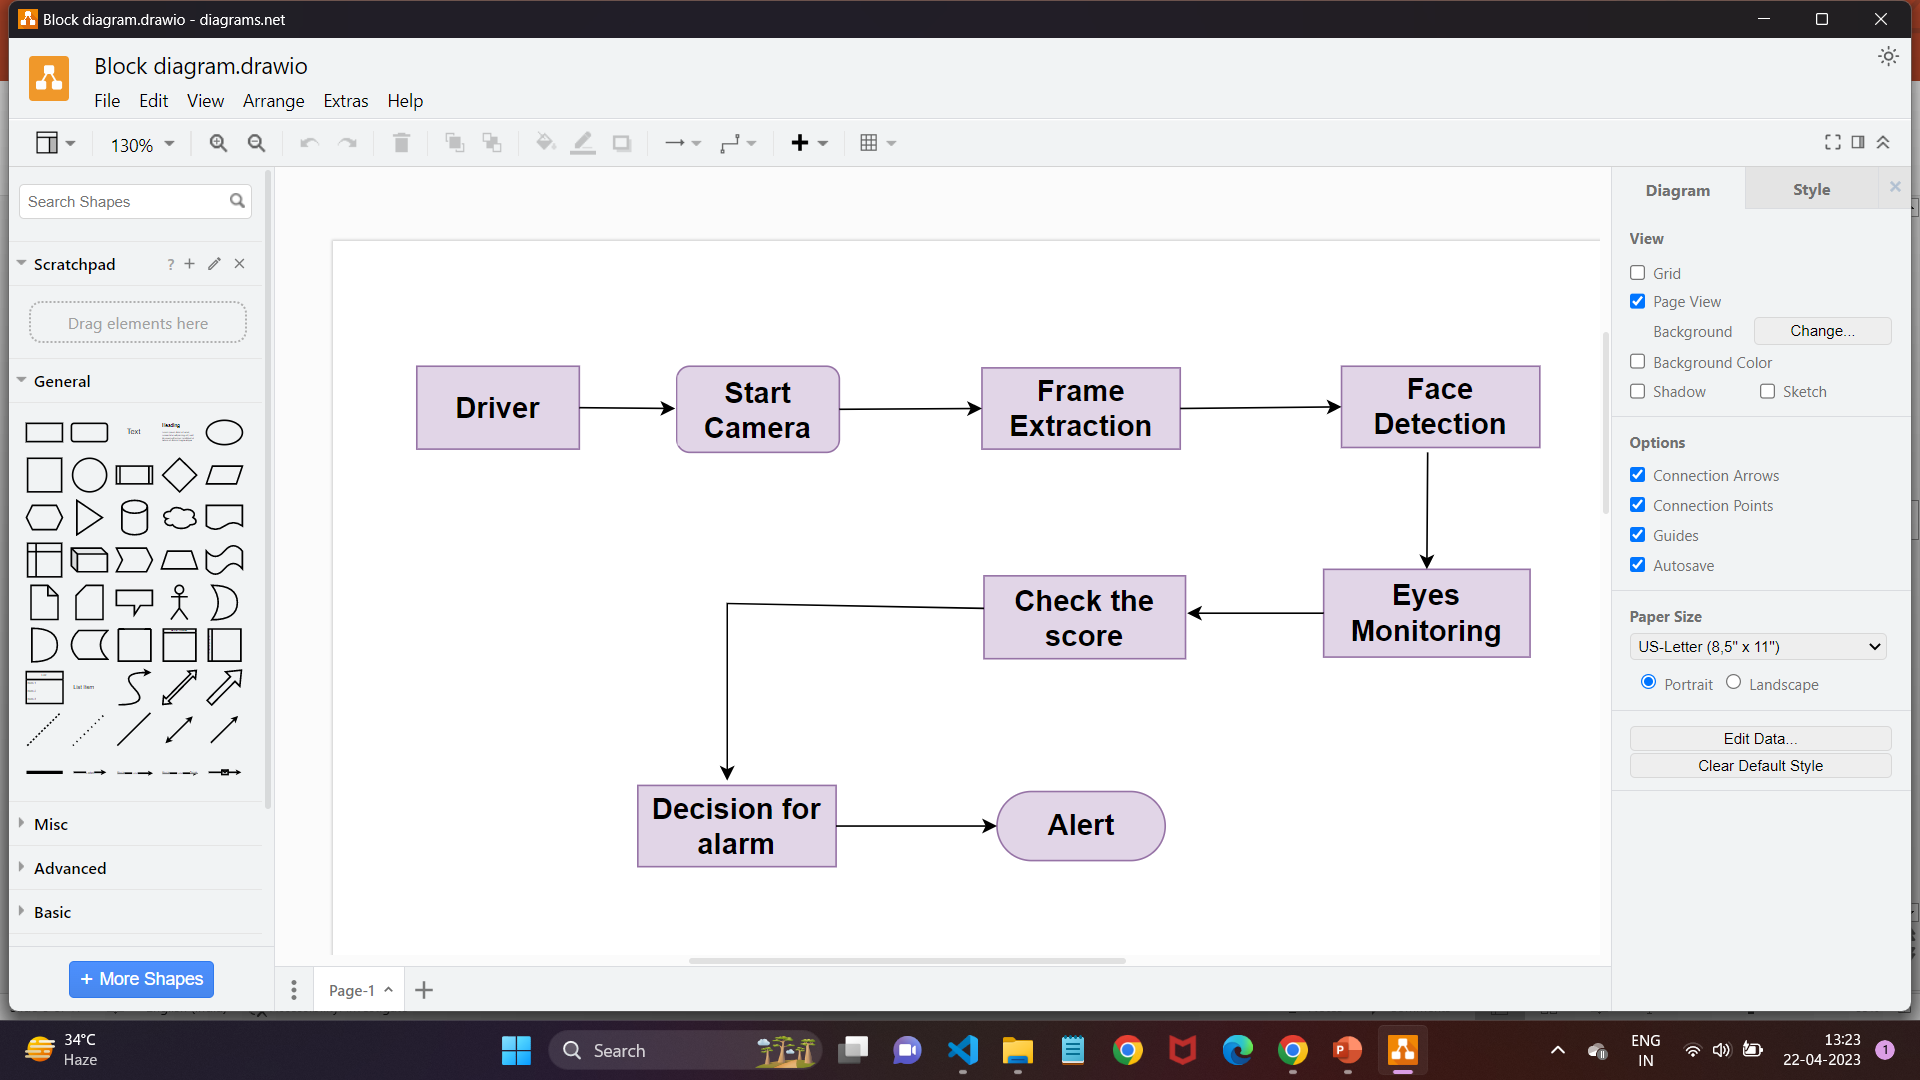 Block diagram.drawio - diagrams.net
Block diagram.drawio
File Edit View Arrange Extras Help
130%
Search Shapes
Scratchpad ?
Drag elements here
General
Text
Heading
List Item
Misc
Advanced
Basic
+ More Shapes
Driver
Start
Camera
Frame
Extraction
Face
Detection
Eyes
Monitoring
Check the
score
Decision for
alarm
Alert
Page-1
Diagram
Style
View
Grid
Page View
Background
Change...
Background Color
Shadow
Sketch
Options
Connection Arrows
Connection Points
Guides
Autosave
Paper Size
US-Letter (8,5" x 11")
Portrait
Landscape
Edit Data...
Clear Default Style
34°C
Haze
Search
ENG
IN
13:23
22-04-2023
1